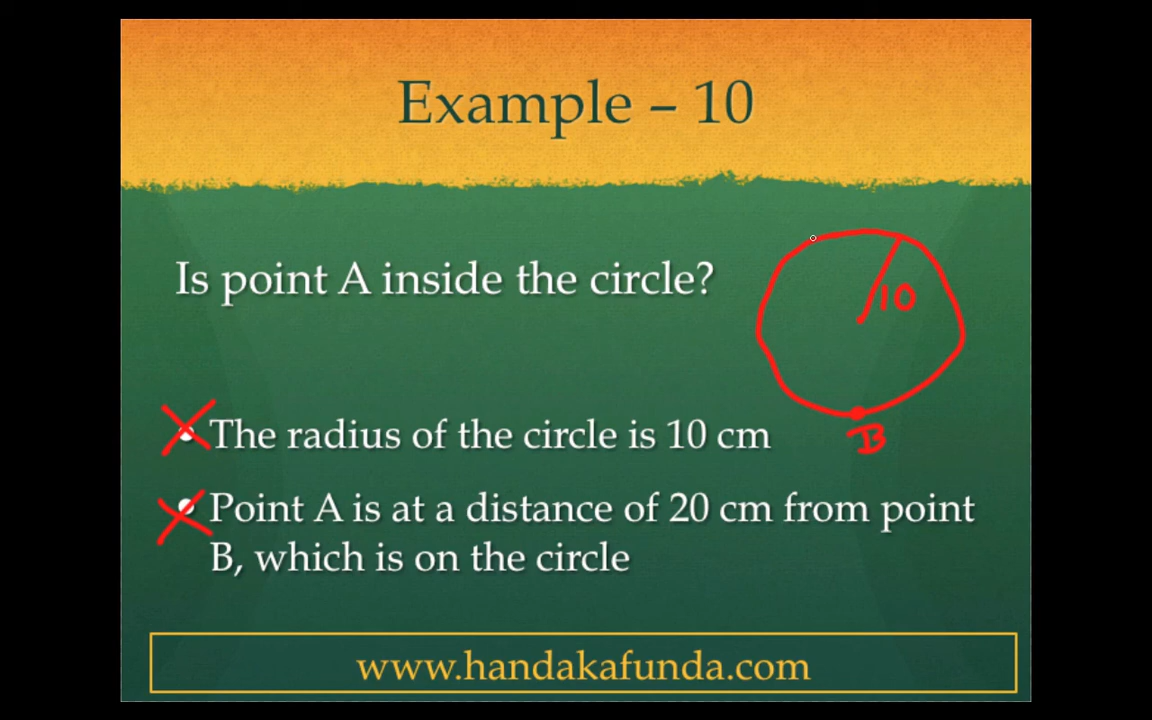 Example – 10
Is point A inside the circle?
10
The radius of the circle is 10 cm
B
Point A is at a distance of 20 cm from point
B, which is on the circle
www.handakafunda.com